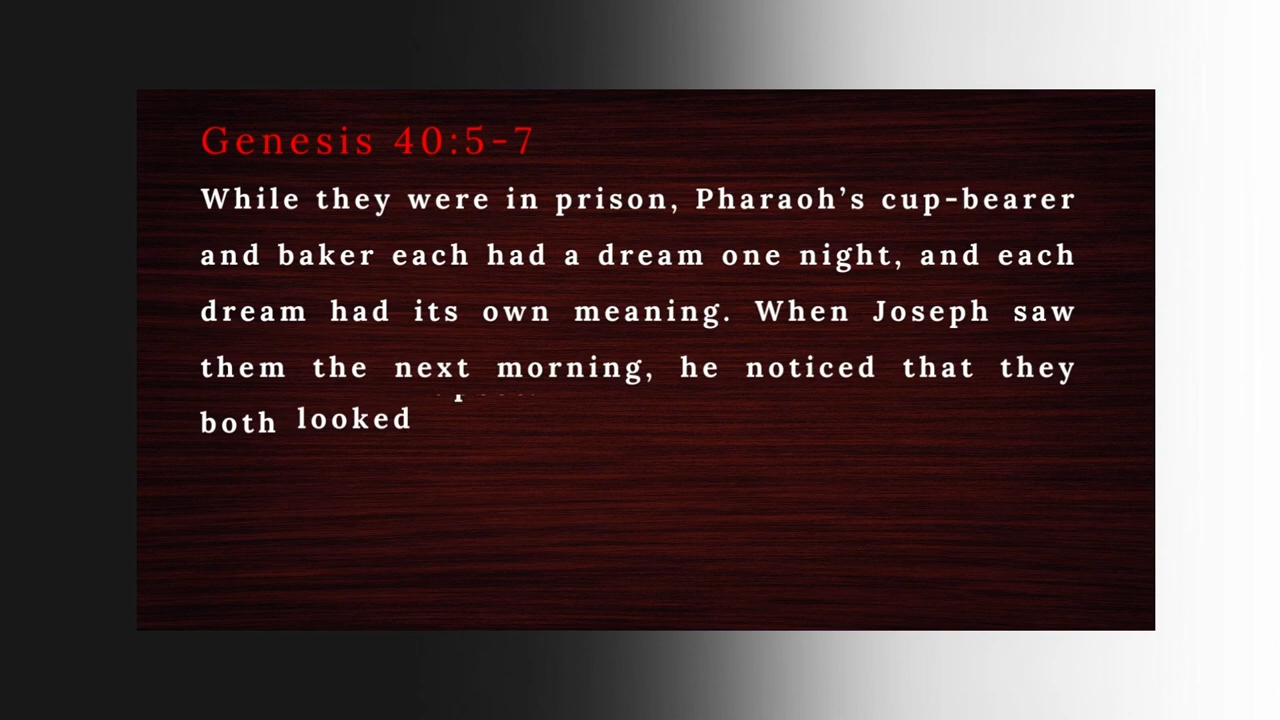 Genesis 40:5-7
While they were in prison, Pharaoh’s cup-bearer
and baker each had a dream one night, and each
dream had its own meaning. When Joseph saw
them the next morning, he noticed that they
both looked